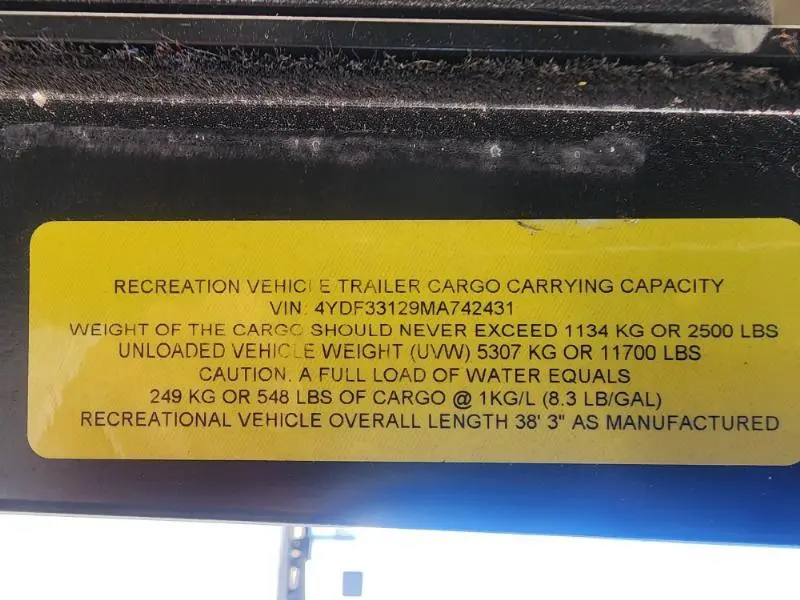 RECREATION VEHICLE TRAILER CARGO CARRYING CAPACITY
VIN: 4YDF33129MA742431
WEIGHT OF THE CARGO SHOULD NEVER EXCEED 1134 KG OR 2500 LBS
UNLOADED VEHICLE WEIGHT (UVW) 5307 KG OR 11700 LBS
CAUTION. A FULL LOAD OF WATER EQUALS
249 KG OR 548 LBS OF CARGO @ 1KG/L (8.3 LB/GAL)
RECREATIONAL VEHICLE OVERALL LENGTH 38' 3" AS MANUFACTURED